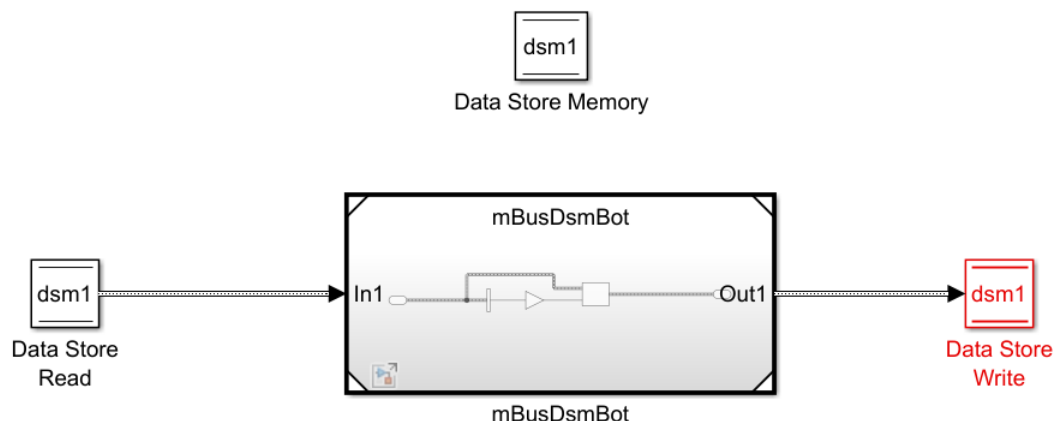 dsm1
Data Store Memory
mBusDsmBot
dsm1
In1
Out1
dsm1
Data Store
Read
Data Store
Write
mBusDsmBot